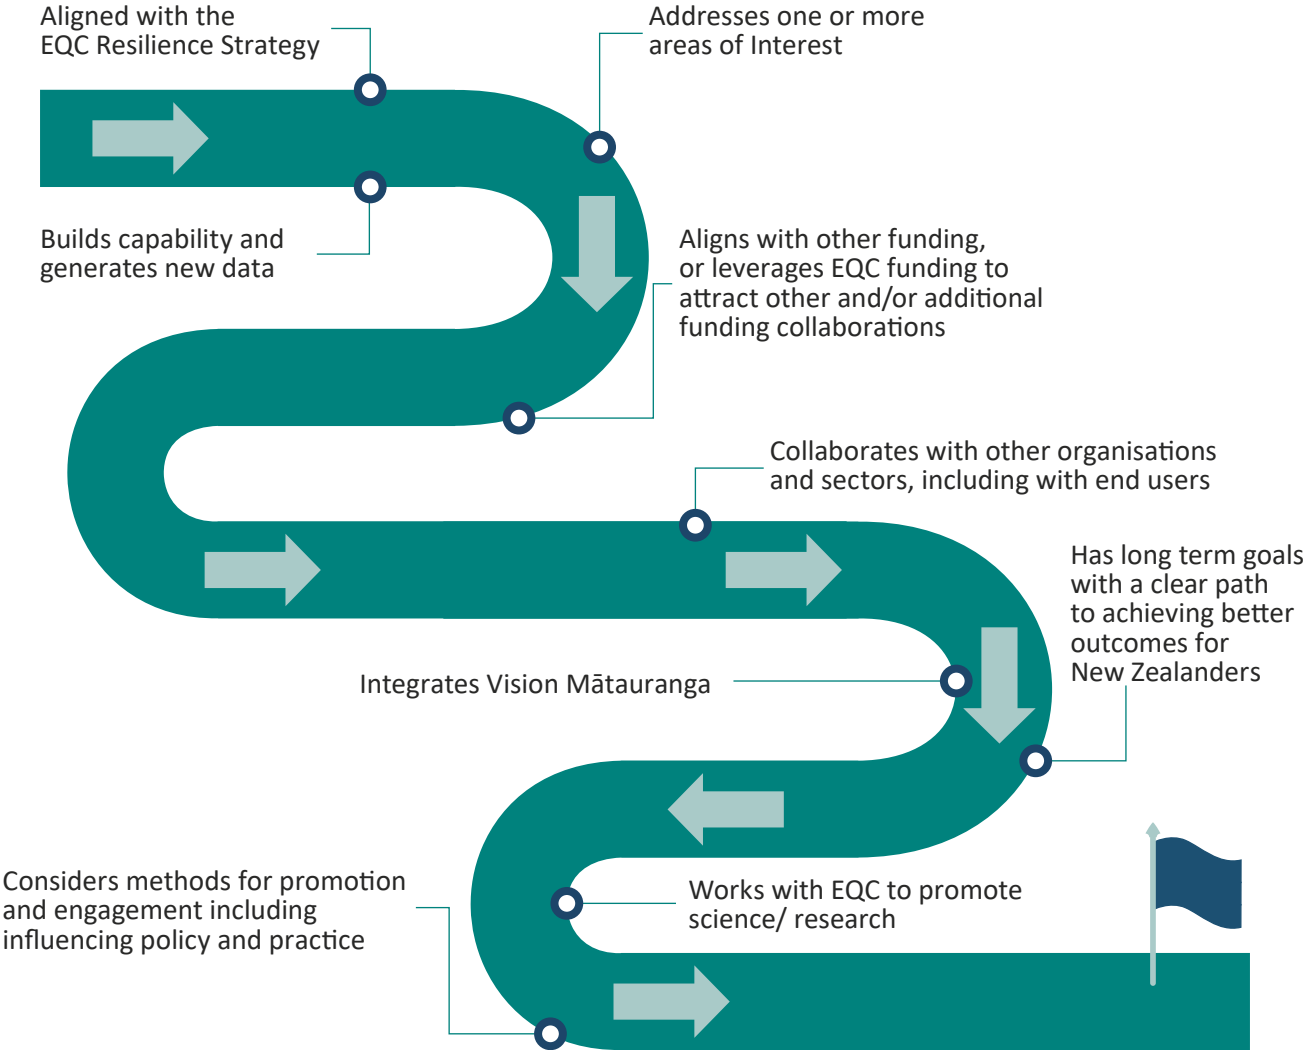 Aligned with the
EQC Resilience Strategy
Addresses one or more
areas of Interest
Builds capability and
generates new data
Aligns with other funding,
or leverages EQC funding to
attract other and/or additional
funding collaborations
Collaborates with other organisations
and sectors, including with end users
Has long term goals
with a clear path
to achieving better
outcomes for
New Zealanders
Integrates Vision Mātauranga
Considers methods for promotion
and engagement including
influencing policy and practice
Works with EQC to promote
science/ research